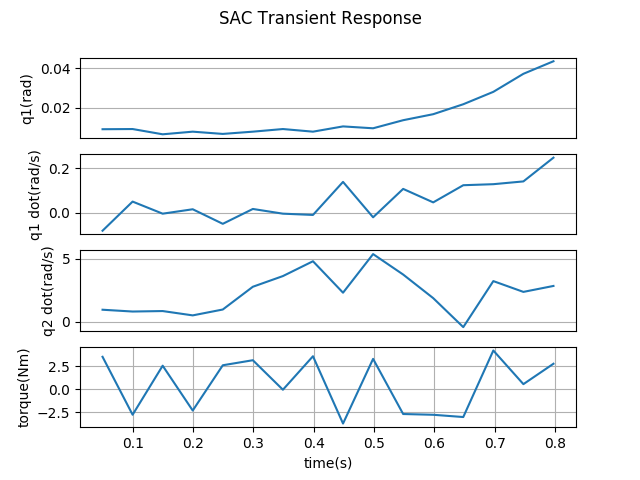 SAC Transient Response
q1(rad)
0.04
0.02
q1 dot(rad/s)
0.2
0.0
q2 dot(rad/s)
5
0
torque(Nm)
2.5
0.0
−2.5
0.1 0.2 0.3 0.4 0.5 0.6 0.7 0.8
time(s)